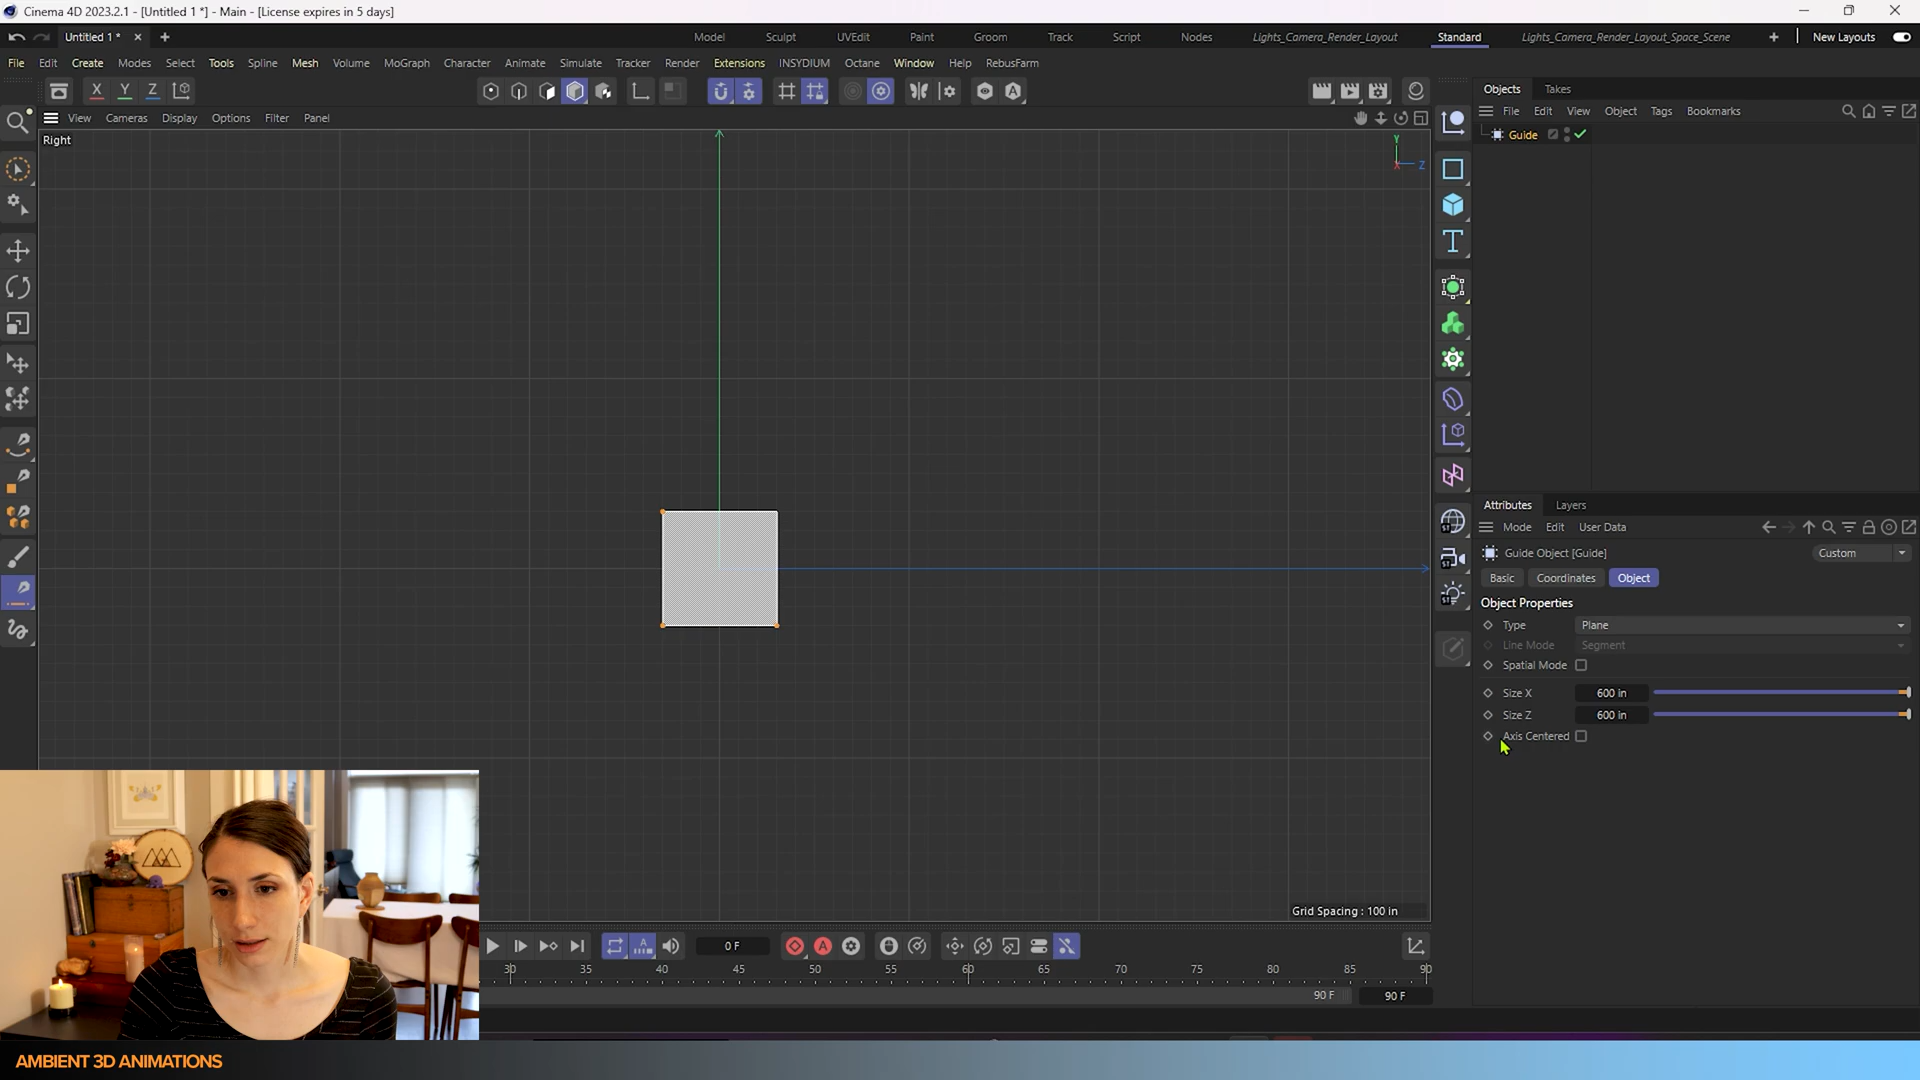 Cinema 4D 2023.2.1 - [Untitled 1 *] - Main - [License expires in 5 days]
Untitled 1 *
Model Sculpt UVEdit Paint Groom Track Script Nodes Lights_Camera_Render_Layout Standard Lights_Camera_Render_Layout_Space_Scene New Layouts
File Edit Create Modes Select Tools Spline Mesh Volume MoGraph Character Animate Simulate Tracker Render Extensions INSYDIUM Octane Window Help RebusFarm
X Y Z
View Cameras Display Options Filter Panel
Right
Y
X Z
Grid Spacing : 100 in
Objects Takes
File Edit View Object Tags Bookmarks
Guide
Attributes Layers
Mode Edit User Data
Guide Object [Guide] Custom
Basic Coordinates Object
Object Properties
Type Plane
Line Mode Segment
Spatial Mode
Size X 600 in
Size Z 600 in
Axis Centered
0 F
30 35 40 45 50 55 60 65 70 75 80 85 90
90 F 90 F
AMBIENT 3D ANIMATIONS